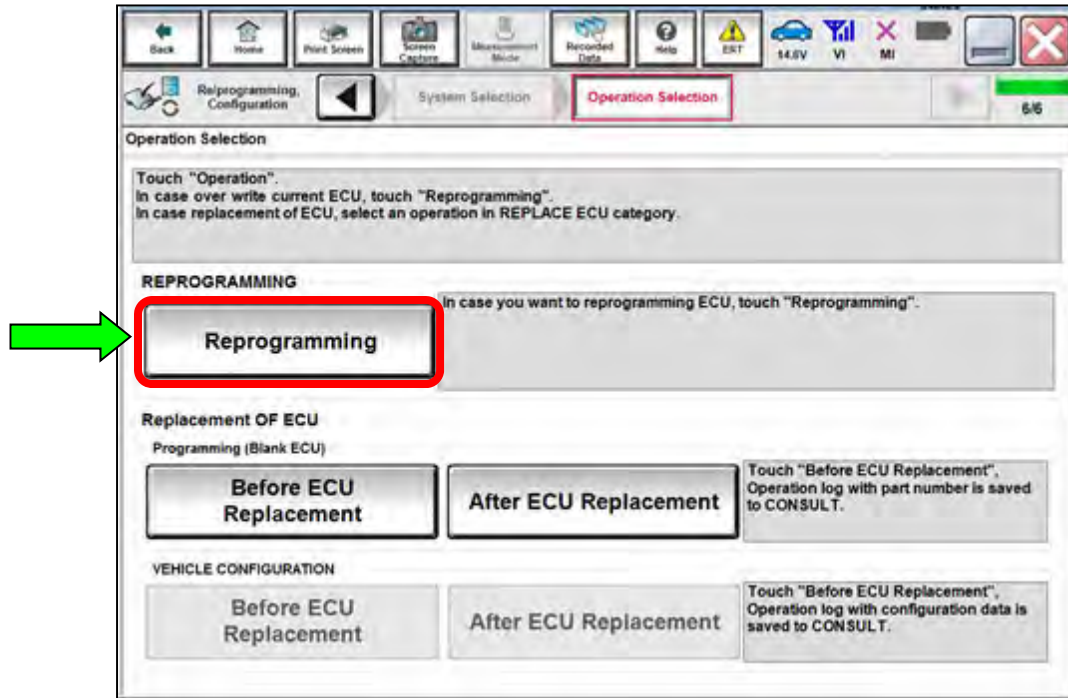 Back
Home
Print Screen
Screen Capture
Measurement Mode
Recorded Data
Help
ERT
14.6V
VI
MI
Re/programming, Configuration
System Selection
Operation Selection
6/6
Operation Selection
Touch "Operation".
In case over write current ECU, touch "Reprogramming".
In case replacement of ECU, select an operation in REPLACE ECU category.
REPROGRAMMING
Reprogramming
In case you want to reprogramming ECU, touch "Reprogramming".
Replacement OF ECU
Programming (Blank ECU)
Before ECU
Replacement
After ECU Replacement
Touch "Before ECU Replacement",
Operation log with part number is saved
to CONSULT.
VEHICLE CONFIGURATION
Before ECU
Replacement
After ECU Replacement
Touch "Before ECU Replacement",
Operation log with configuration data is
saved to CONSULT.